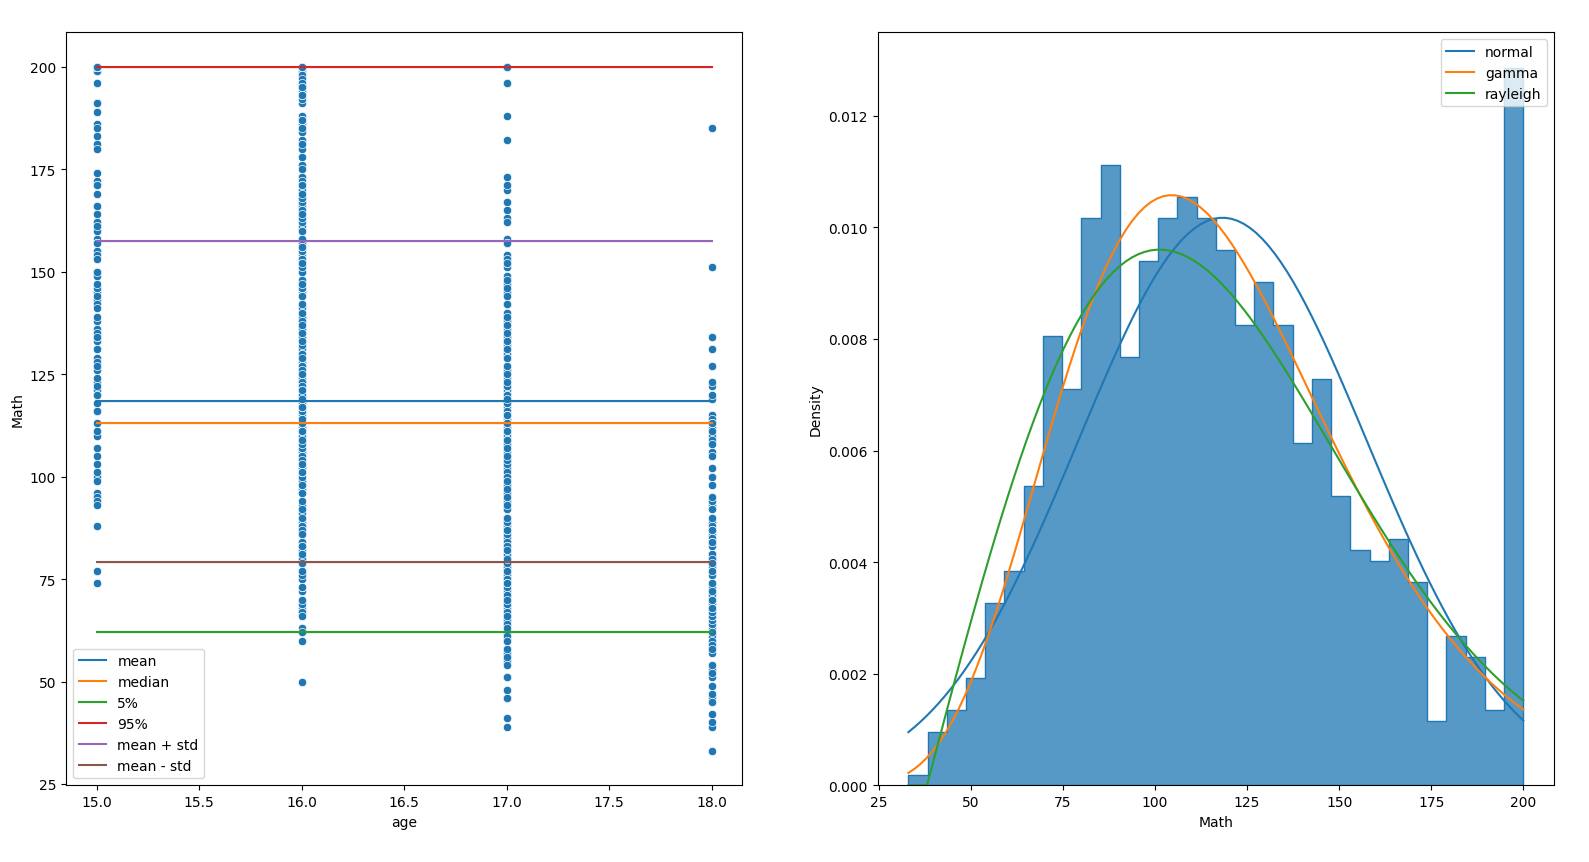 200
175
150
125
100
75
50
25
Math
mean
median
5%
95%
mean + std
mean - std
15.0 15.5 16.0 16.5 17.0 17.5 18.0
age
normal
gamma
rayleigh
0.012
0.010
0.008
0.006
0.004
0.002
0.000
Density
25 50 75 100 125 150 175 200
Math